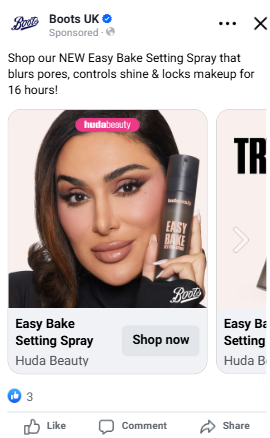 Boots
Boots UK
Sponsored ·
Shop our NEW Easy Bake Setting Spray that
blurs pores, controls shine & locks makeup for
16 hours!
hudabeauty
hudabeauty
EASY
BAKE
SETTING SPRAY
Boots
TR
Easy Bake
Setting Spray
Huda Beauty
Shop now
Easy Ba
Setting
Huda B
3
Like
Comment
Share